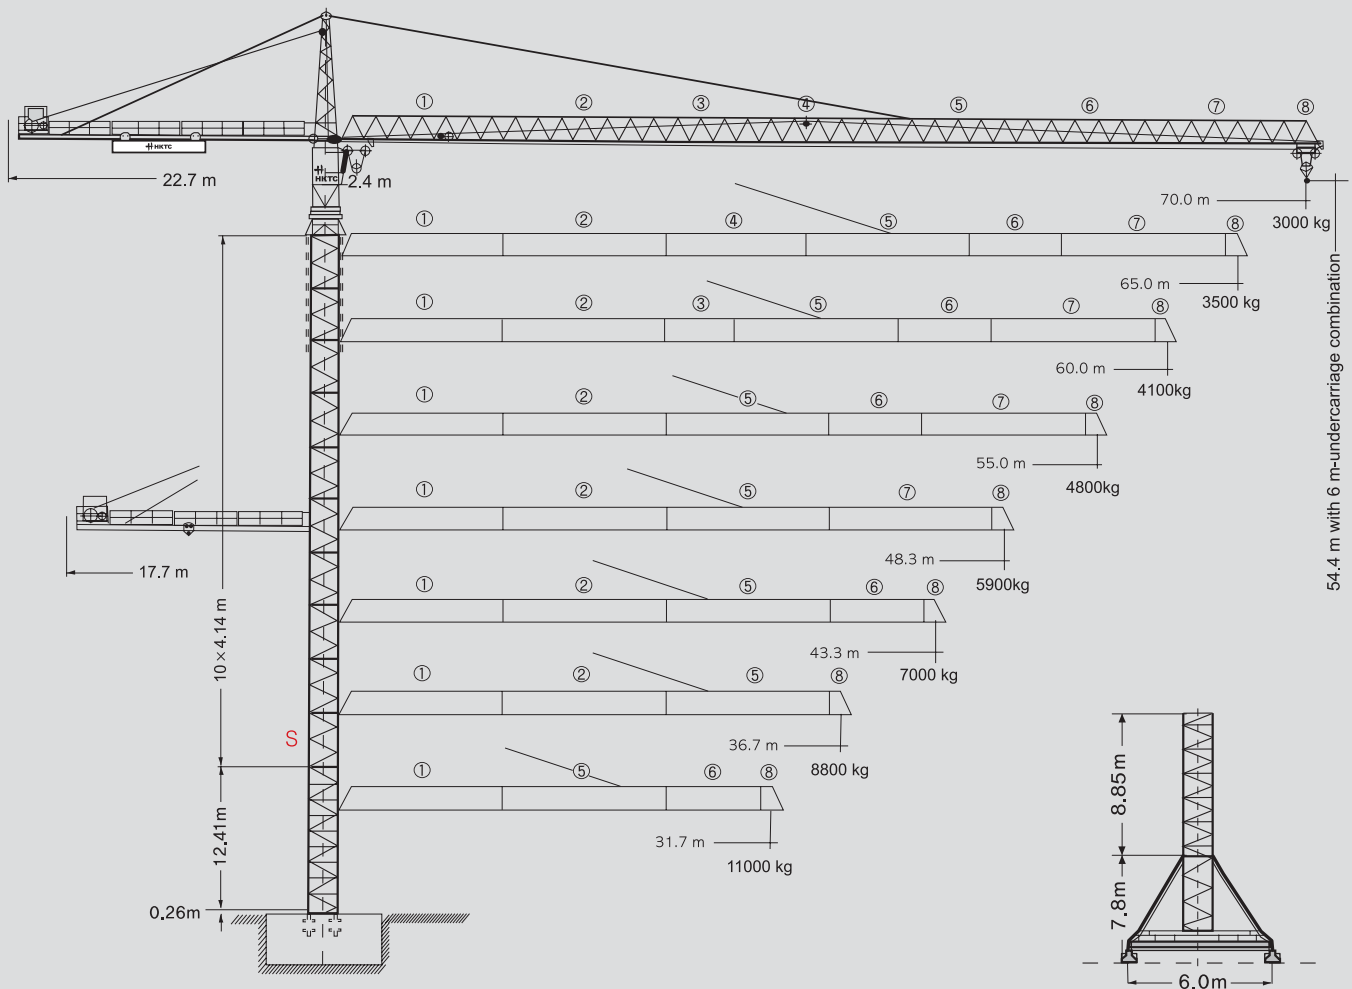 ① ② ③ ④ ⑤ ⑥ ⑦ ⑧
HKTC
22.7 m
HKTC
2.4 m
70.0 m
3000 kg
① ② ④ ⑤ ⑥ ⑦ ⑧
65.0 m
3500 kg
① ② ③ ⑤ ⑥ ⑦ ⑧
60.0 m
4100kg
① ② ⑤ ⑥ ⑦ ⑧
55.0 m
4800kg
① ② ⑤ ⑦ ⑧
48.3 m
5900kg
17.7 m
① ② ⑤ ⑥ ⑧
43.3 m
7000 kg
① ② ⑤ ⑧
36.7 m
8800 kg
① ⑤ ⑥ ⑧
31.7 m
11000 kg
54.4 m with 6 m-undercarriage combination
10×4.14 m
S
12.41m
0.26m
8.85m
7.8m
6.0m